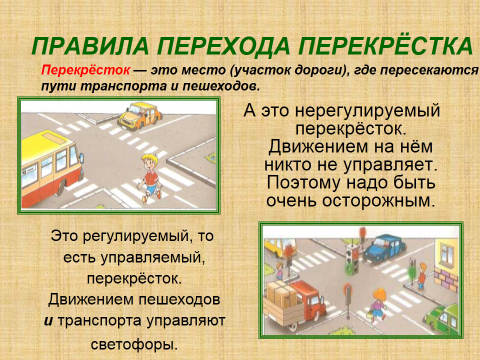 ПРАВИЛА ПЕРЕХОДА ПЕРЕКРЁСТКА
Перекрёсток — это место (участок дороги), где пересекаются
пути транспорта и пешеходов.
А это нерегулируемый
перекрёсток.
Движением на нём
никто не управляет.
Поэтому надо быть
очень осторожным.
Это регулируемый, то
есть управляемый,
перекрёсток.
Движением пешеходов
и транспорта управляют
светофоры.